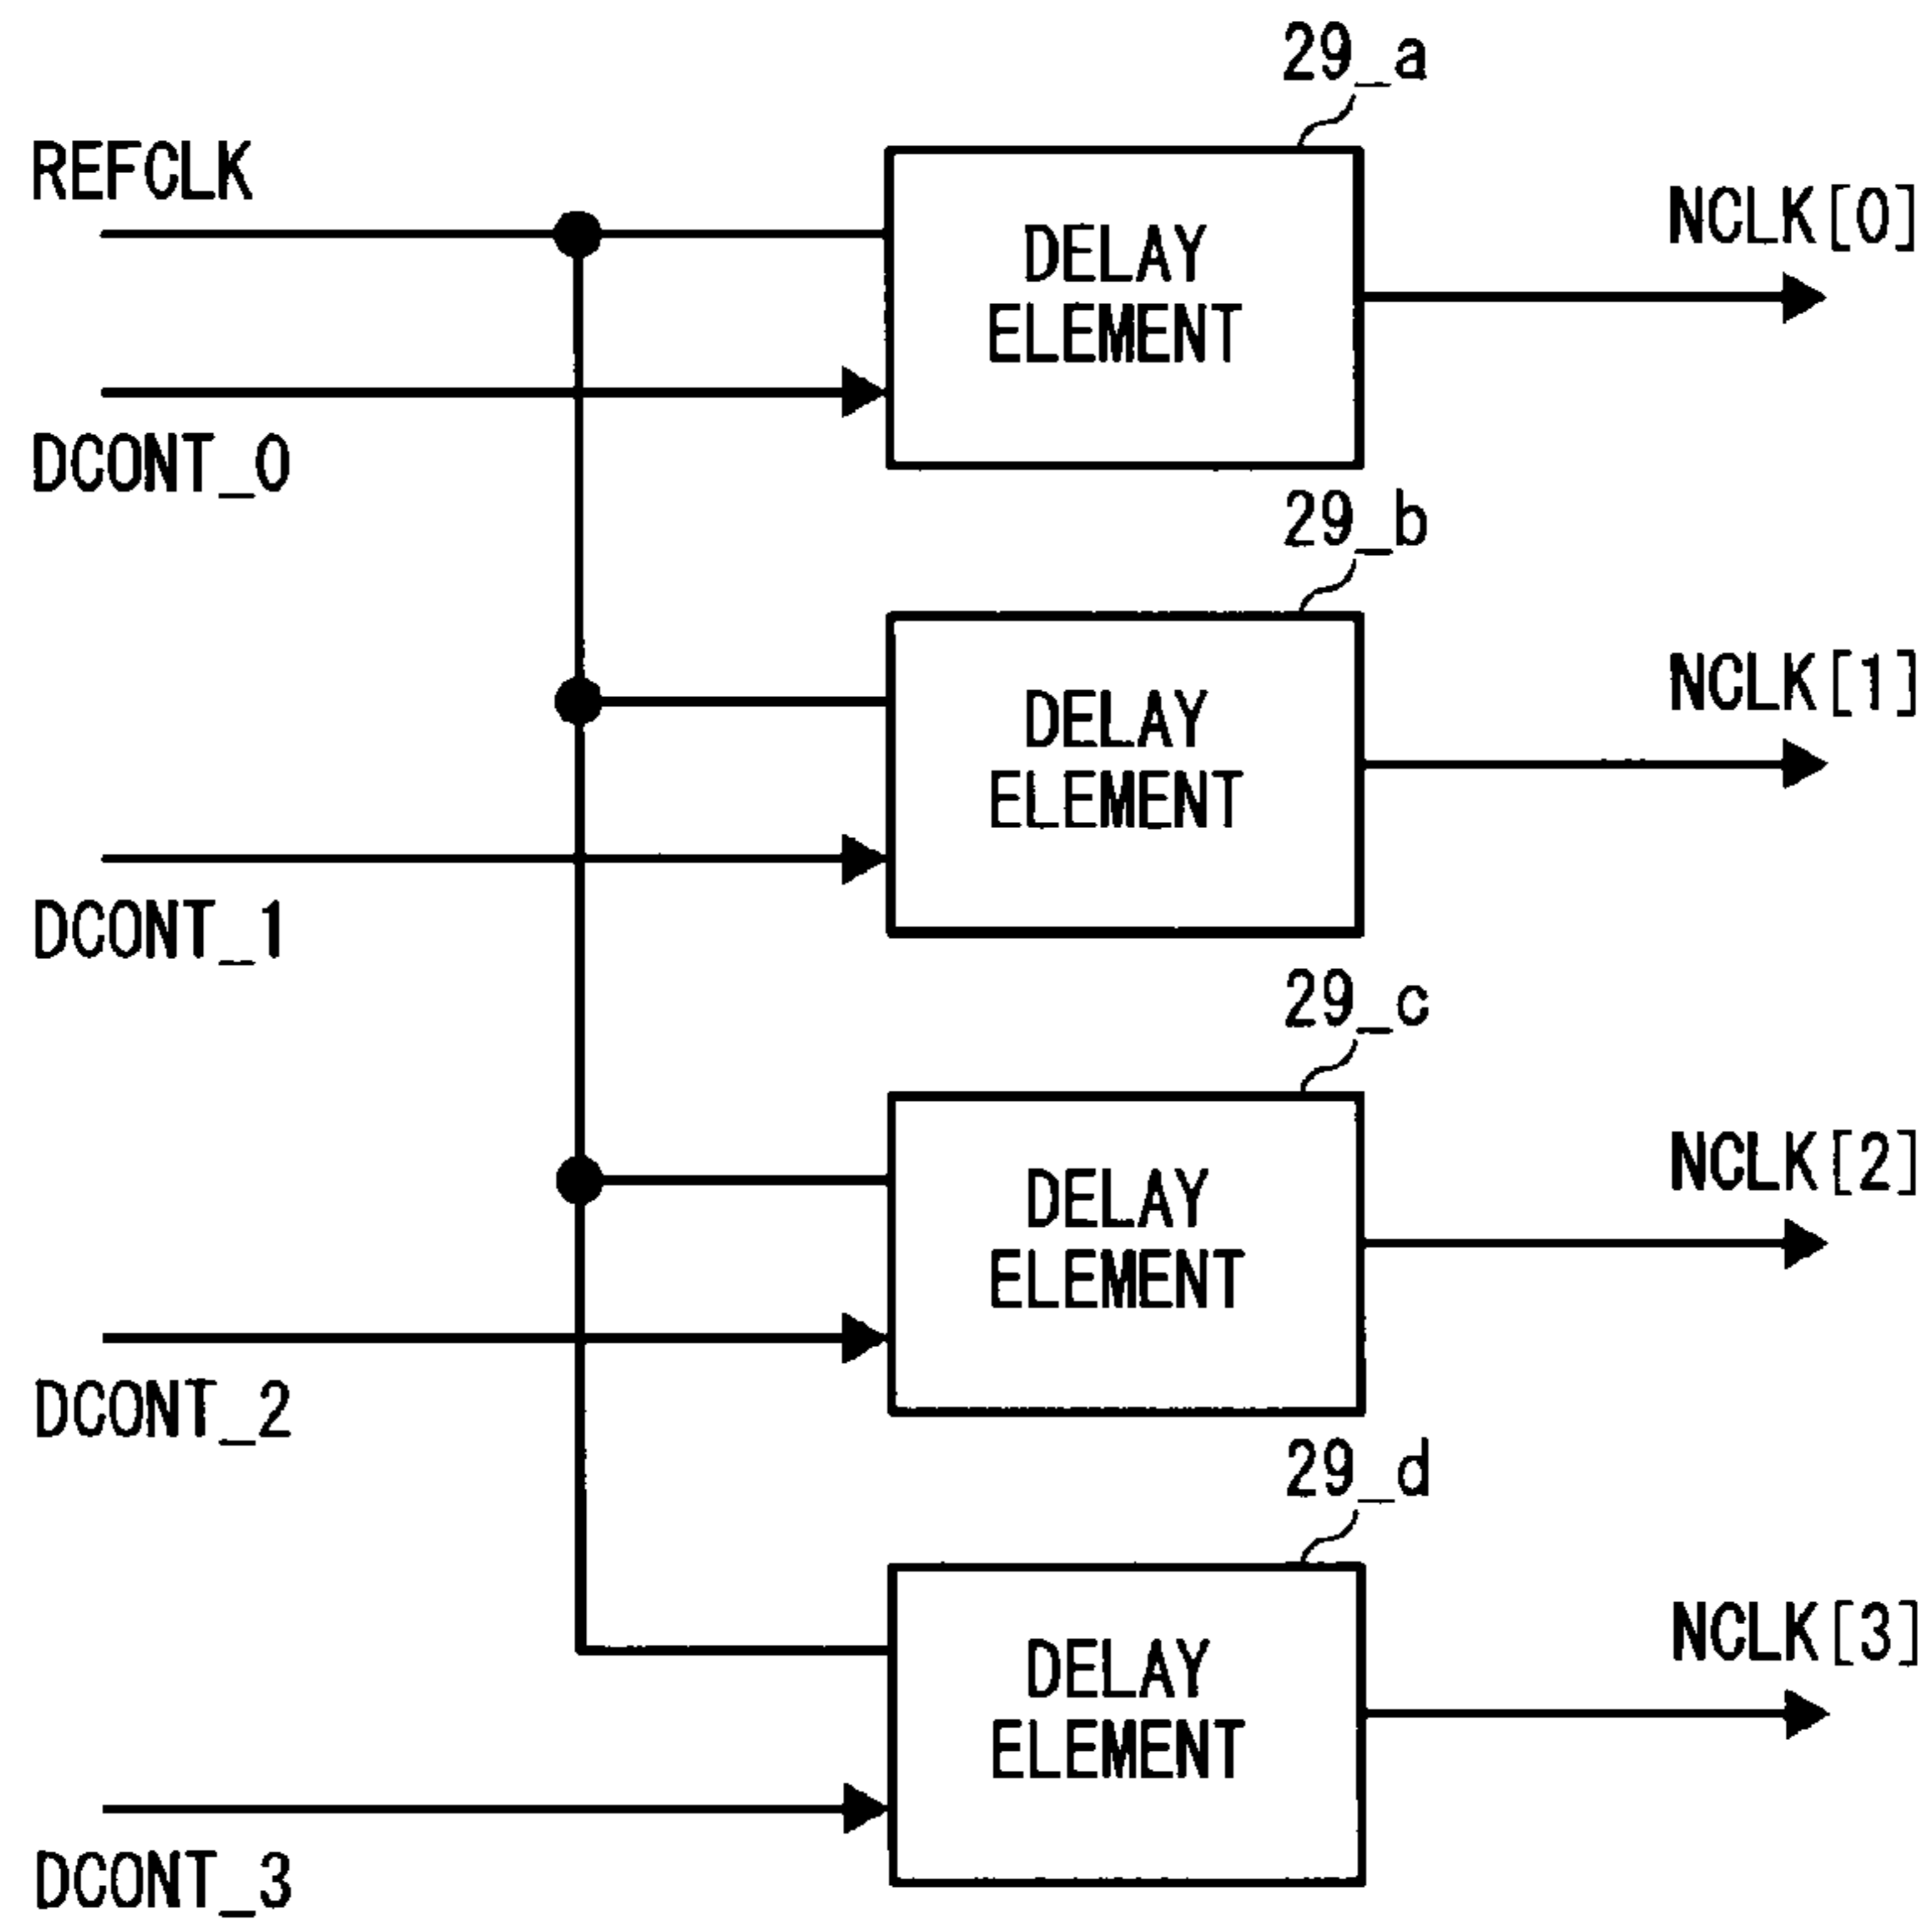 29_a
REFCLK
NCLK[0]
DELAY
ELEMENT
DCONT_0
29_b
NCLK[1]
DELAY
ELEMENT
DCONT_1
29_c
NCLK[2]
DELAY
ELEMENT
DCONT_2
29_d
NCLK[3]
DELAY
ELEMENT
DCONT_3